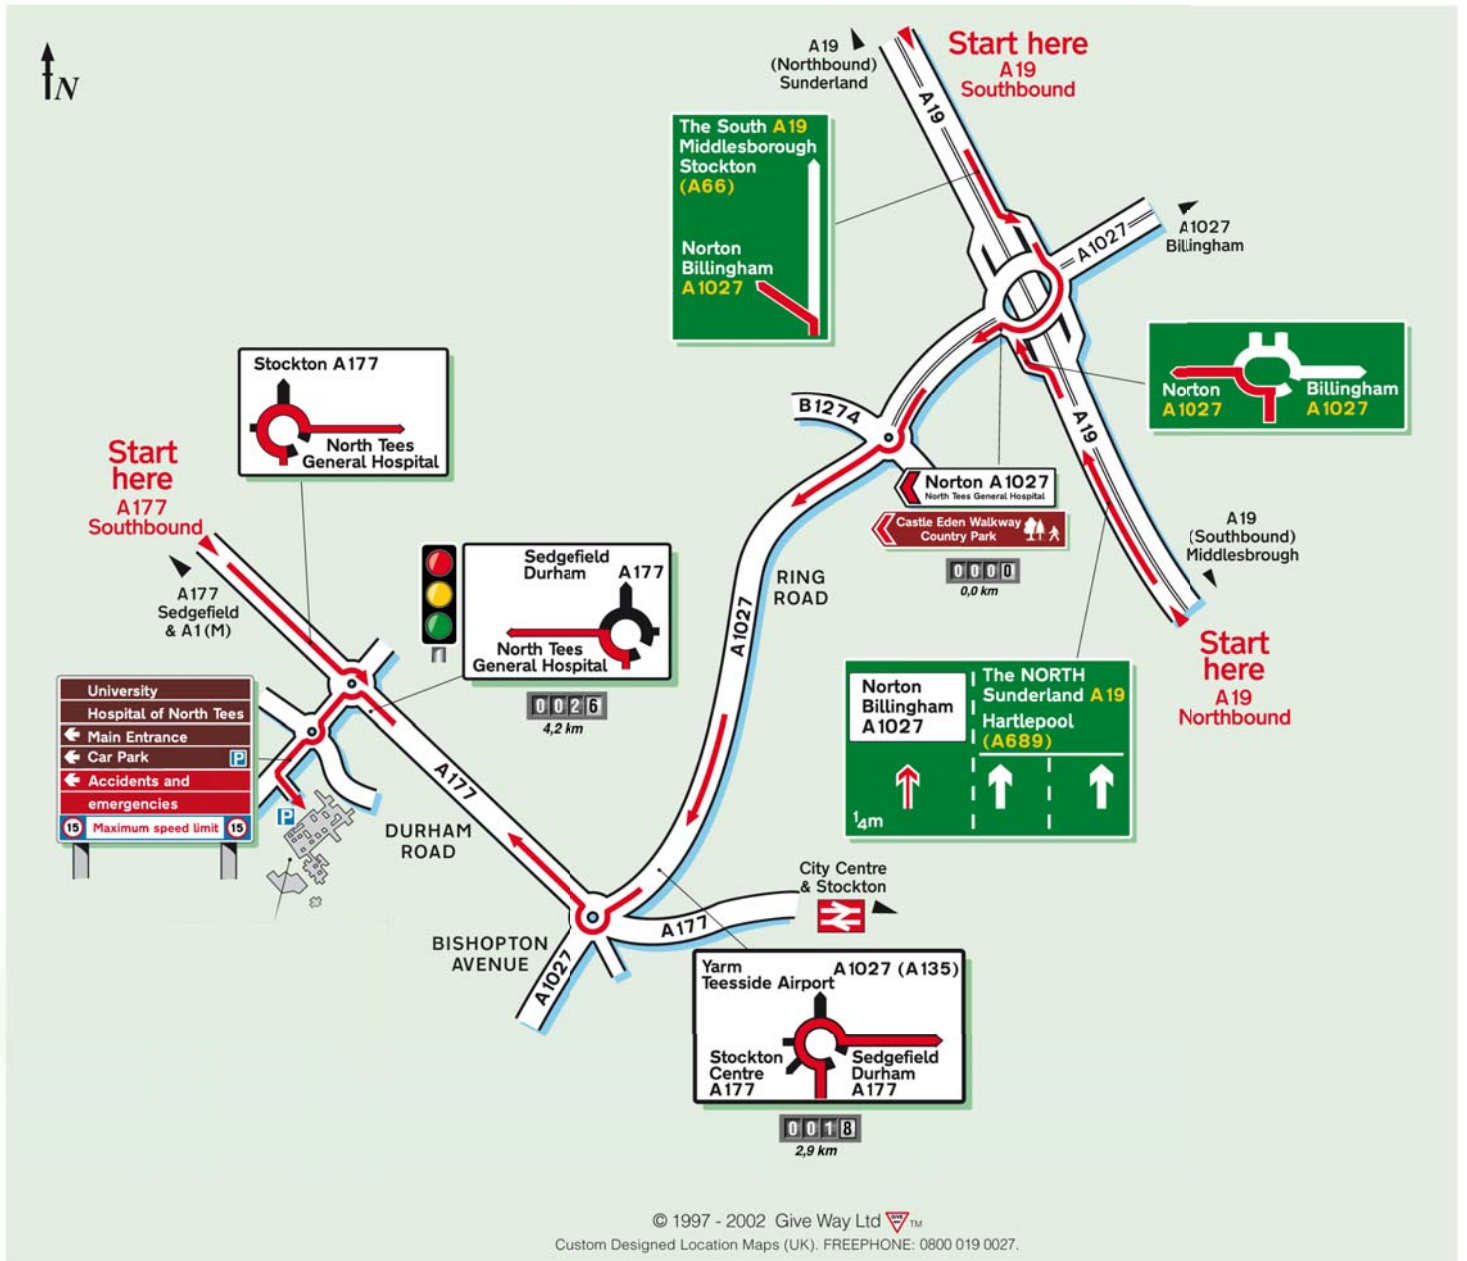 N
A19
(Northbound)
Sunderland
Start here
A19
Southbound
A19
The South A19
Middlesborough
Stockton
(A66)
Norton
Billingham
A1027
A1027
A1027
Billingham
Stockton A177
North Tees
General Hospital
Norton
A1027
Billingham
A1027
B1274
A19
Start
here
A177
Southbound
Norton A1027
North Tees General Hospital
Castle Eden Walkway
Country Park
0000
0,0 km
A19
(Southbound)
Middlesbrough
A177
Sedgefield
& A1(M)
Sedgefield
Durham
A177
North Tees
General Hospital
0026
4,2 km
RING
ROAD
A1027
Start
here
A19
Northbound
Norton
Billingham
A1027
The NORTH
Sunderland A19
Hartlepool
(A689)
1/4m
University
Hospital of North Tees
Main Entrance
Car Park
P
Accidents and
emergencies
15
Maximum speed limit
15
P
A177
DURHAM
ROAD
City Centre
& Stockton
A177
BISHOPTON
AVENUE
A1027
Yarm
Teesside Airport
A1027 (A135)
Stockton
Centre
A177
Sedgefield
Durham
A177
0018
2,9 km
© 1997 - 2002 Give Way Ltd GIVE WAY TM
Custom Designed Location Maps (UK). FREEPHONE: 0800 019 0027.